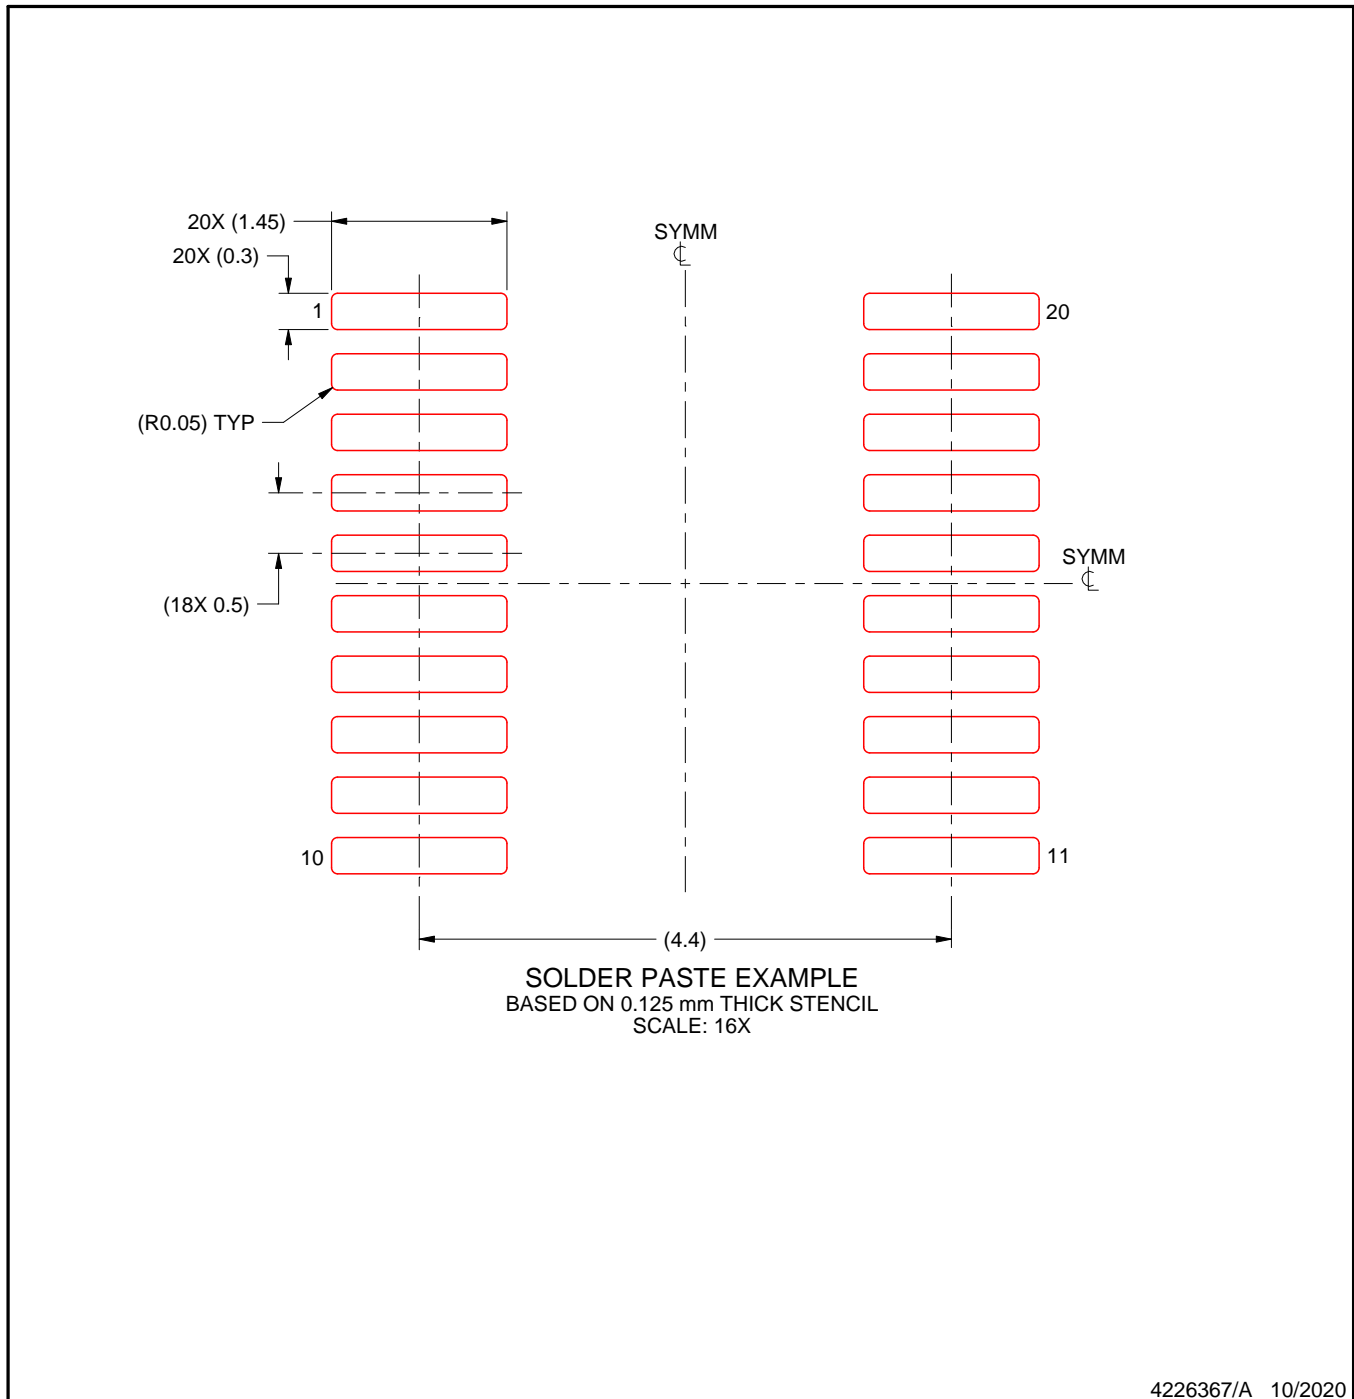 20X (1.45)
SYMM
20X (0.3)
1
20
(R0.05) TYP
SYMM
(18X 0.5)
10
11
(4.4)
SOLDER PASTE EXAMPLE
BASED ON 0.125 mm THICK STENCIL
SCALE: 16X
4226367/A 10/2020